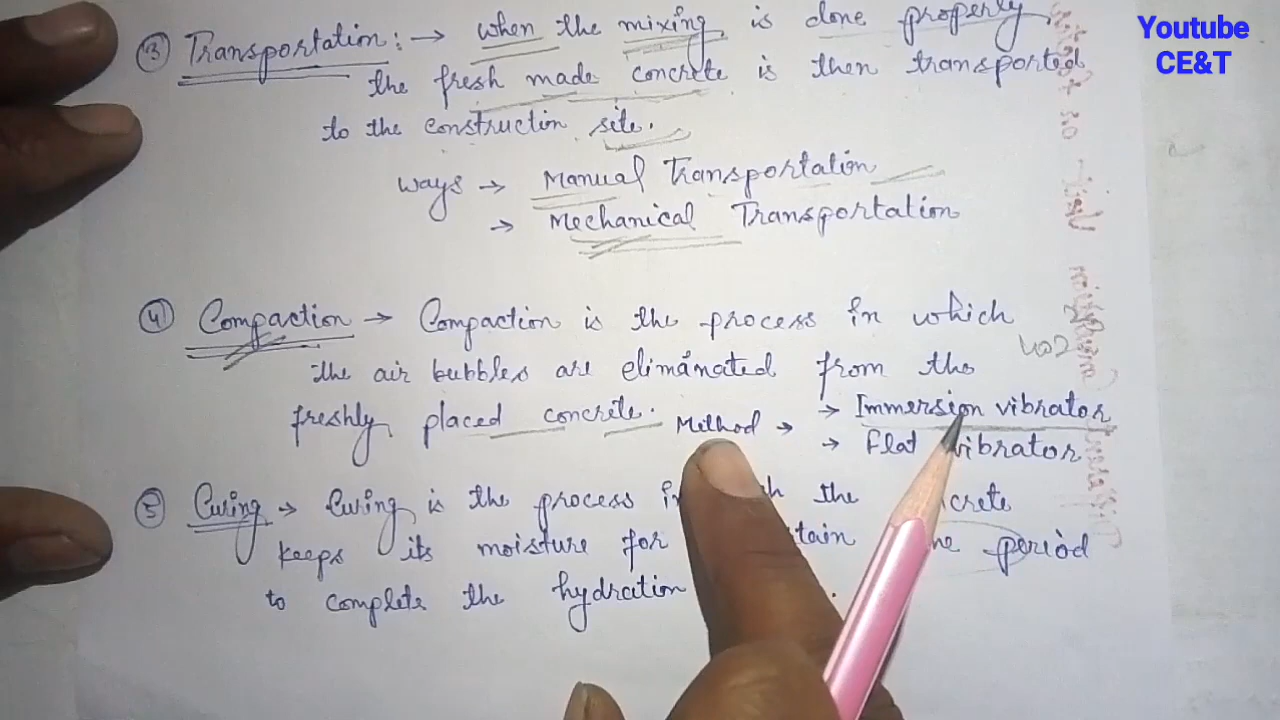 Youtube
CE&T
③ Transportation :→ when the mixing is done properly,
the fresh made concrete is then transported
to the construction site.
ways → Manual Transportation
→ Mechanical Transportation
④ Compaction → Compaction is the process in which
the air bubbles are elimanated from the
freshly placed concrete. Method → → Immersion vibrator
→ Flat vibrator
⑤ Curing → Curing is the process in the concrete
keeps its moisture for period
to complete the hydration